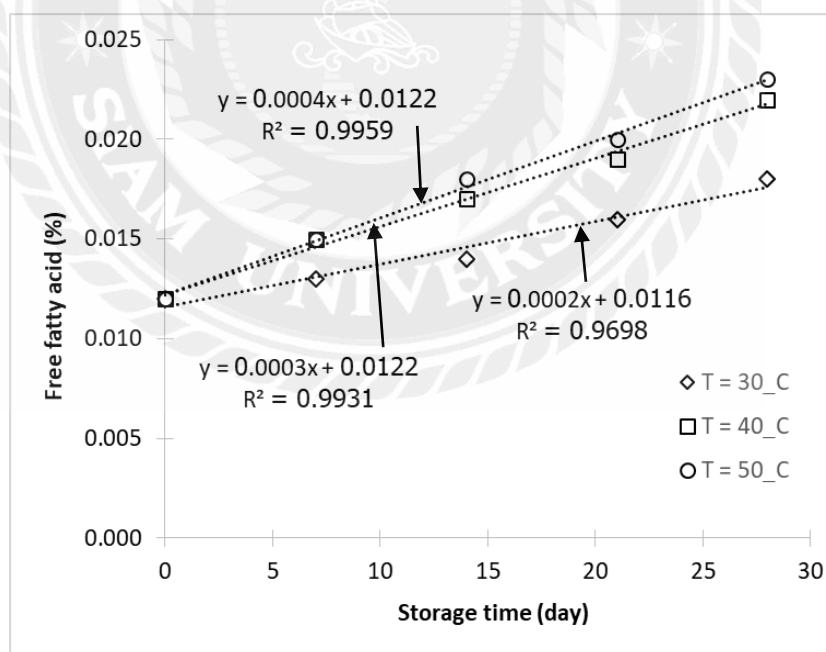 0.025
0.020
0.015
0.010
0.005
0.000
Free fatty acid (%)
y = 0.0004x + 0.0122
R² = 0.9959
y = 0.0002x + 0.0116
R² = 0.9698
y = 0.0003x + 0.0122
R² = 0.9931
T = 30_C
T = 40_C
T = 50_C
0 5 10 15 20 25 30
Storage time (day)
SIAM UNIVERSITY